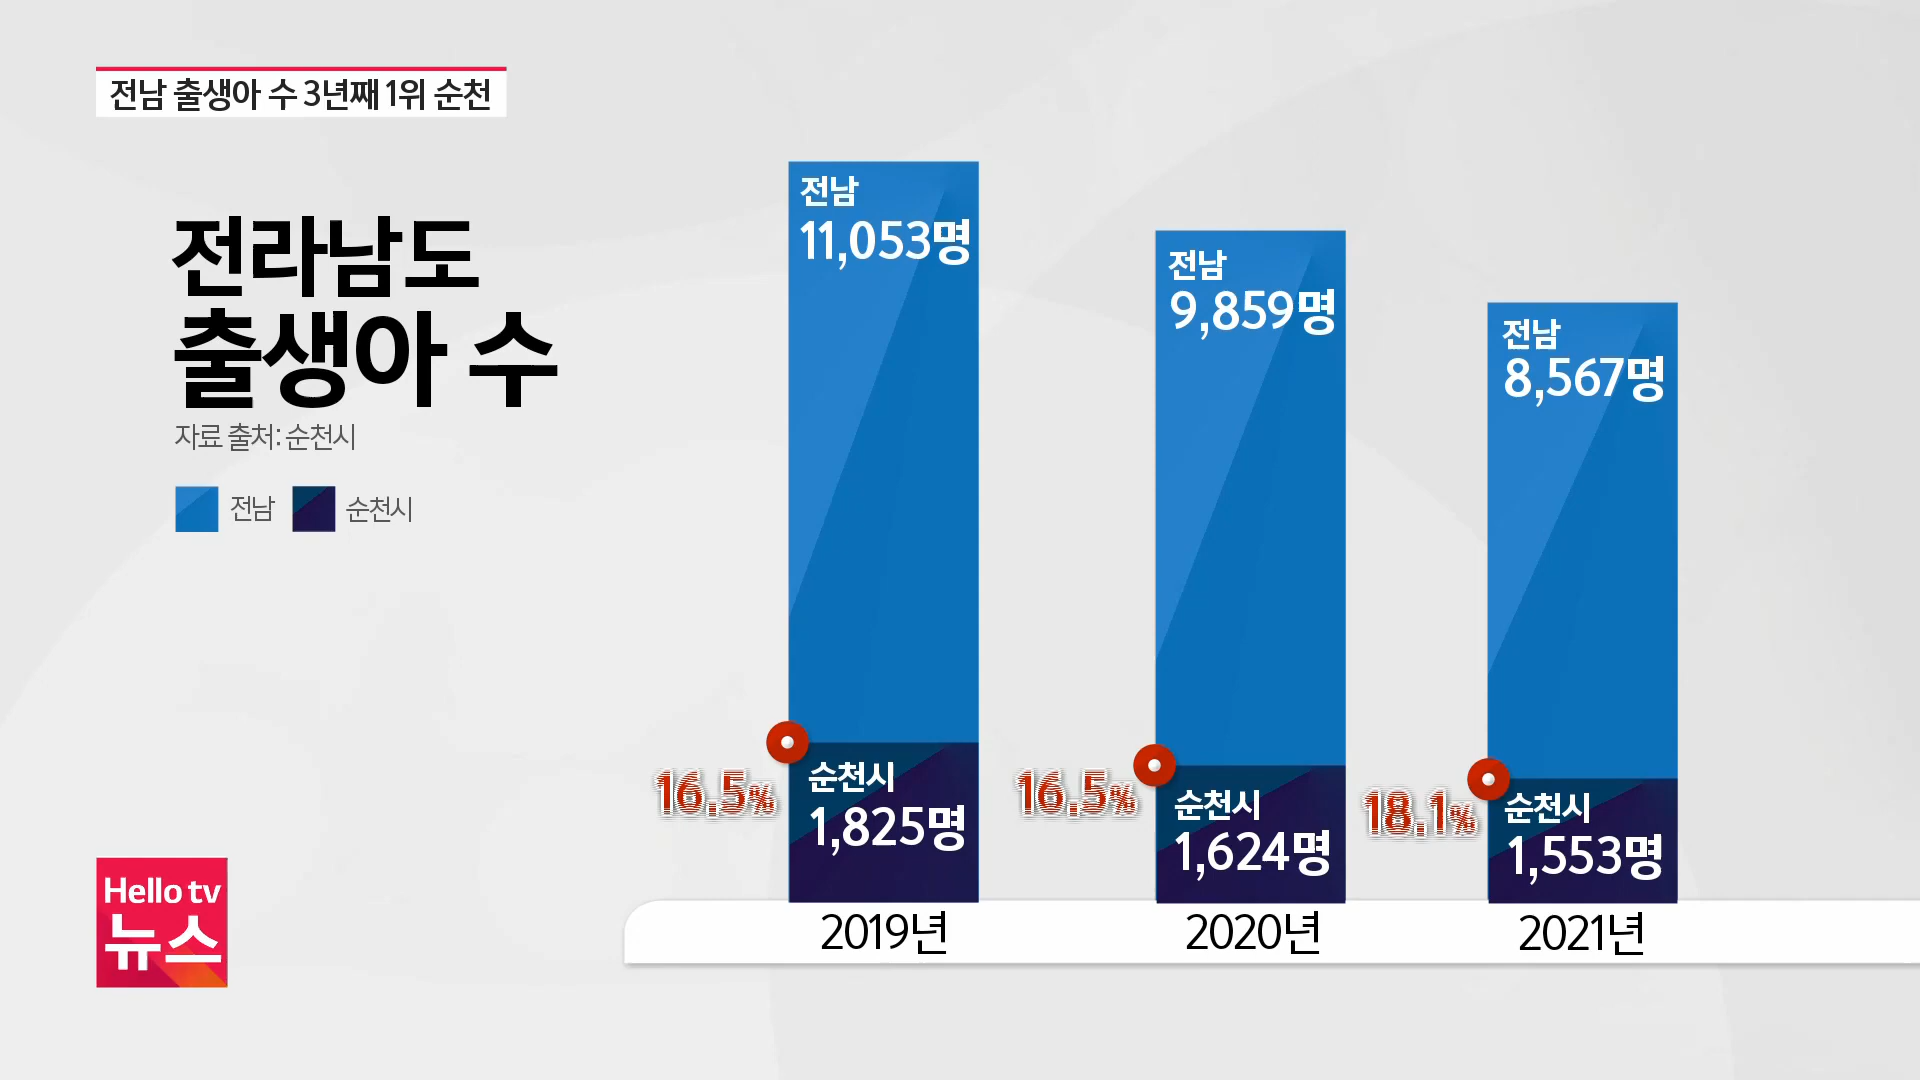 전남 출생아 수 3년째 1위 순천
전라남도
출생아 수
자료 출처: 순천시
전남
순천시
전남
11,053명
16.5%
순천시
1,825명
2019년
전남
9,859명
16.5%
순천시
1,624명
2020년
전남
8,567명
18.1%
순천시
1,553명
2021년
Hello tv
뉴스